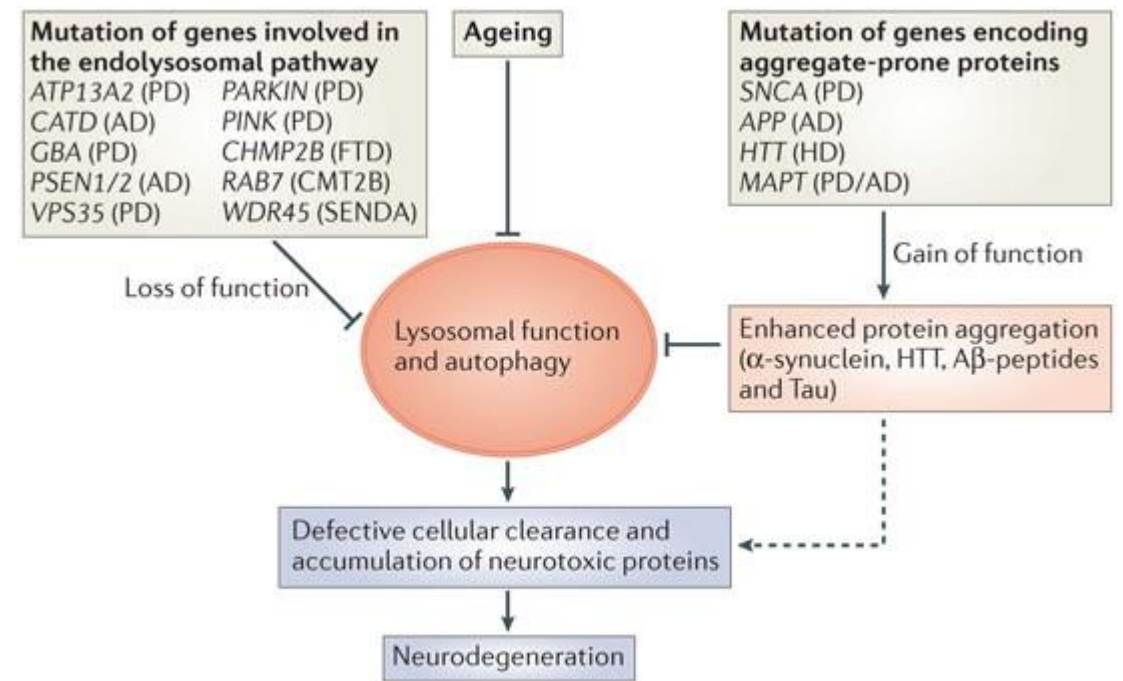 Mutation of genes involved in
the endolysosomal pathway
ATP13A2 (PD) PARKIN (PD)
CATD (AD) PINK (PD)
GBA (PD) CHMP2B (FTD)
PSEN1/2 (AD) RAB7 (CMT2B)
VPS35 (PD) WDR45 (SENDA)
Ageing
Mutation of genes encoding
aggregate-prone proteins
SNCA (PD)
APP (AD)
HTT (HD)
MAPT (PD/AD)
Loss of function
Gain of function
Lysosomal function
and autophagy
Enhanced protein aggregation
(α-synuclein, HTT, Aβ-peptides
and Tau)
Defective cellular clearance and
accumulation of neurotoxic proteins
Neurodegeneration